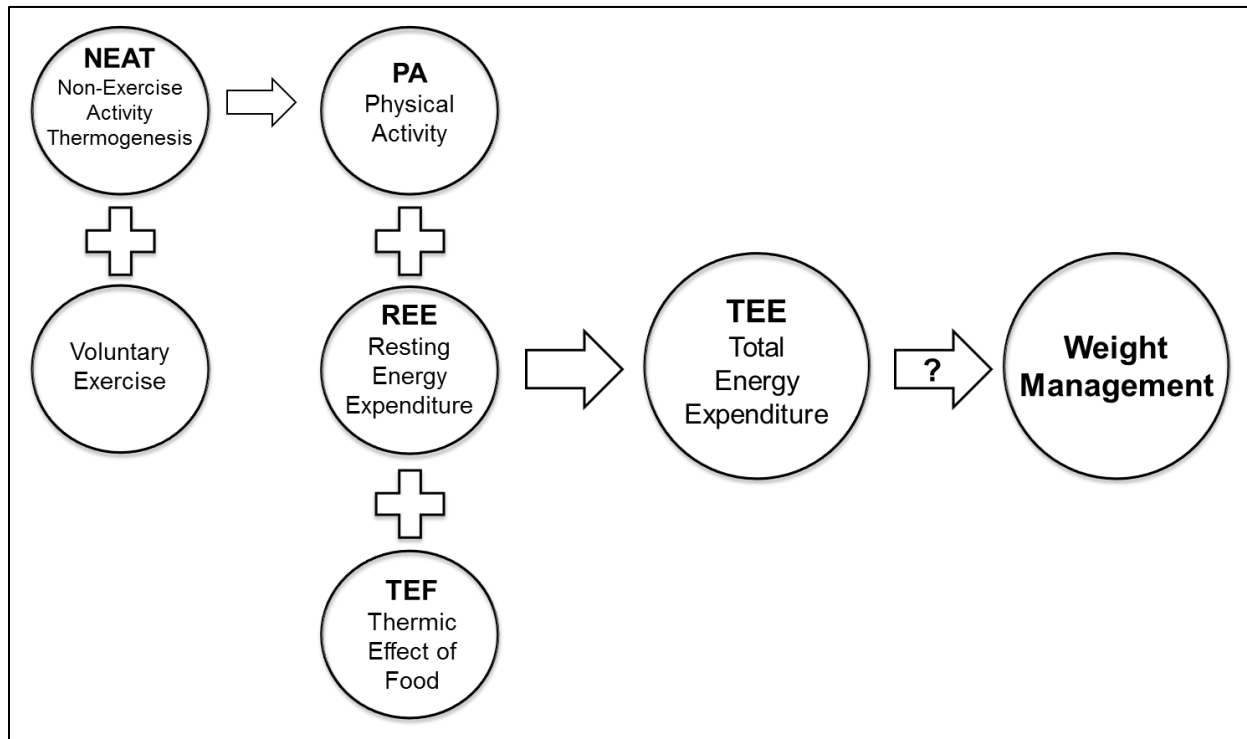 NEAT
Non-Exercise
Activity
Thermogenesis
Voluntary
Exercise
PA
Physical
Activity
REE
Resting
Energy
Expenditure
TEF
Thermic
Effect of
Food
TEE
Total
Energy
Expenditure
?
Weight
Management